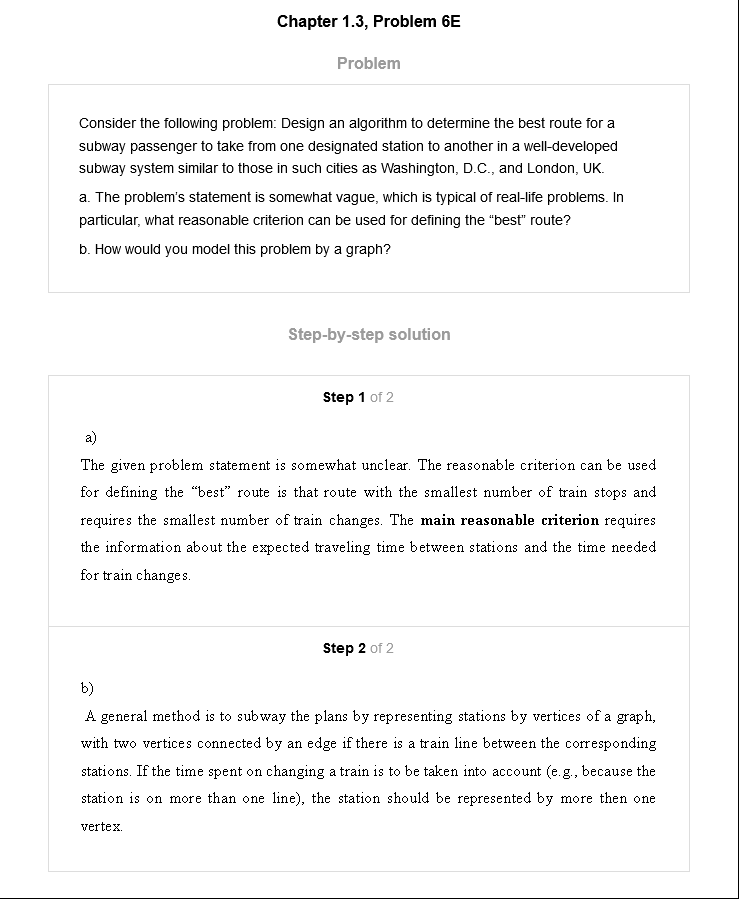 Chapter 1.3, Problem 6E
Problem
Consider the following problem: Design an algorithm to determine the best route for a
subway passenger to take from one designated station to another in a well-developed
subway system similar to those in such cities as Washington, D.C., and London, UK.
a. The problem's statement is somewhat vague, which is typical of real-life problems. In
particular, what reasonable criterion can be used for defining the “best” route?
b. How would you model this problem by a graph?
Step-by-step solution
Step 1 of 2
a)
The given problem statement is somewhat unclear. The reasonable criterion can be used
for defining the “best” route is that route with the smallest number of train stops and
requires the smallest number of train changes. The main reasonable criterion requires
the information about the expected traveling time between stations and the time needed
for train changes.
Step 2 of 2
b)
A general method is to subway the plans by representing stations by vertices of a graph,
with two vertices connected by an edge if there is a train line between the corresponding
stations. If the time spent on changing a train is to be taken into account (e.g., because the
station is on more than one line), the station should be represented by more then one
vertex.